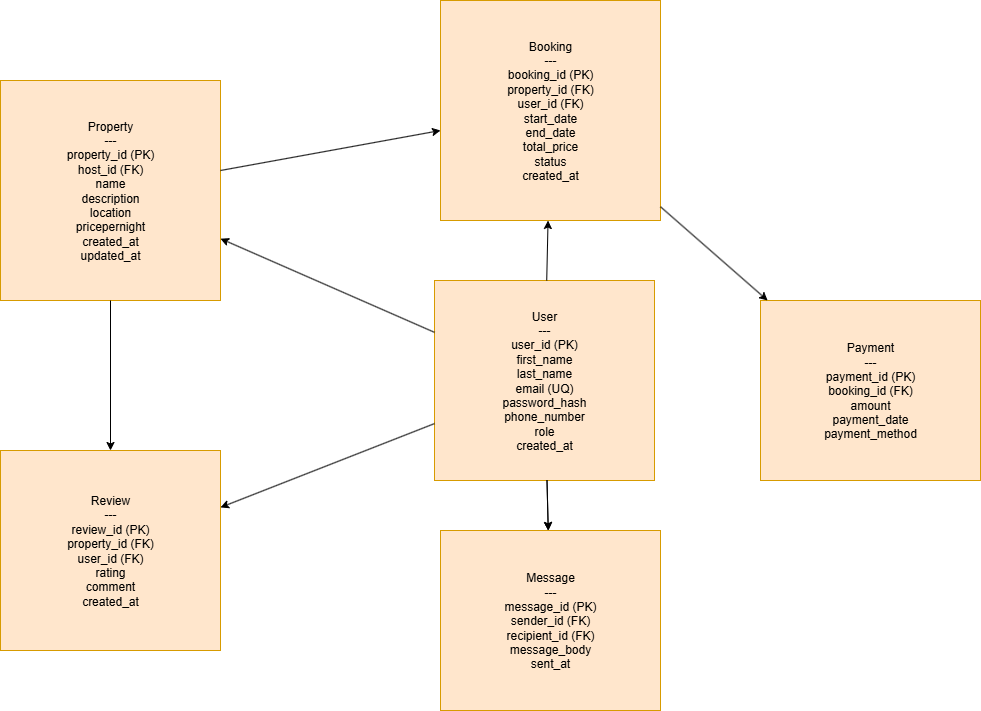 Booking
---
booking_id (PK)
property_id (FK)
user_id (FK)
start_date
end_date
total_price
status
created_at
Property
---
property_id (PK)
host_id (FK)
name
description
location
pricepernight
created_at
updated_at
User
---
user_id (PK)
first_name
last_name
email (UQ)
password_hash
phone_number
role
created_at
Payment
---
payment_id (PK)
booking_id (FK)
amount
payment_date
payment_method
Review
---
review_id (PK)
property_id (FK)
user_id (FK)
rating
comment
created_at
Message
---
message_id (PK)
sender_id (FK)
recipient_id (FK)
message_body
sent_at